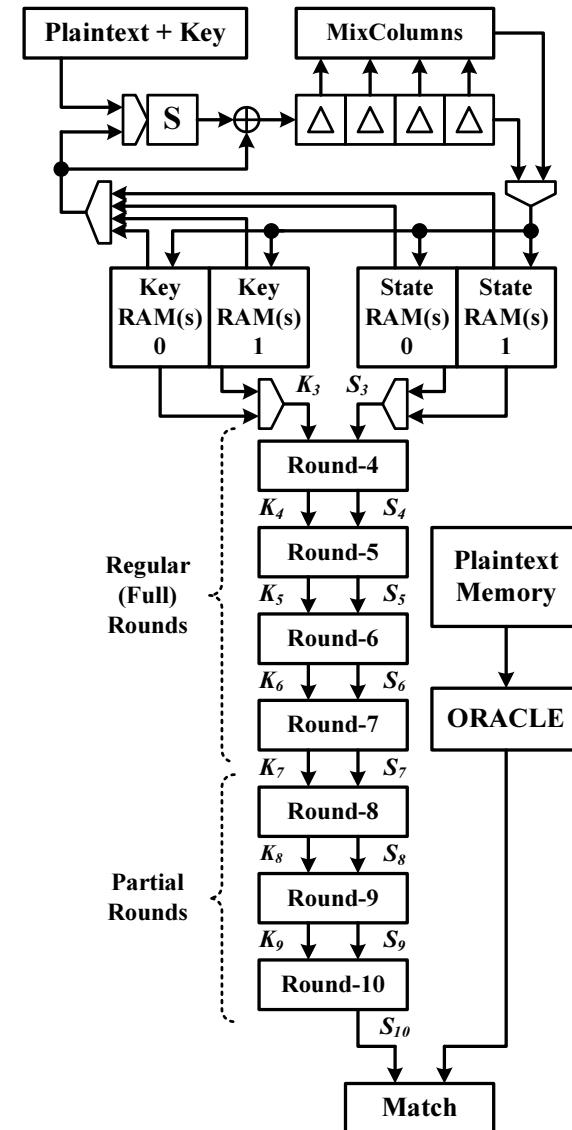 Plaintext + Key
MixColumns
S
⊕
Δ Δ Δ Δ
Key
RAM(s)
0
Key
RAM(s)
1
State
RAM(s)
0
State
RAM(s)
1
K3
S3
Round-4
K4
S4
Regular
(Full)
Rounds
Round-5
Plaintext
Memory
K5
S5
Round-6
K6
S6
Round-7
ORACLE
K7
S7
Round-8
K8
S8
Partial
Rounds
Round-9
K9
S9
Round-10
S10
Match